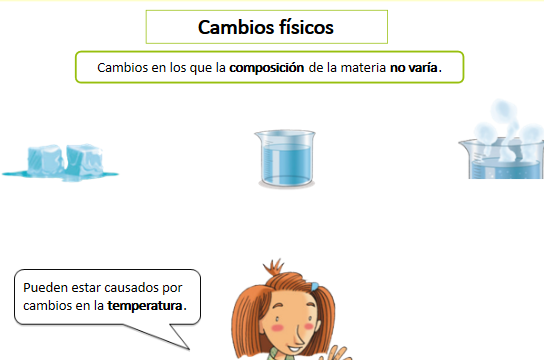 Cambios físicos
Cambios en los que la composición de la materia no varía.
Pueden estar causados por
cambios en la temperatura.